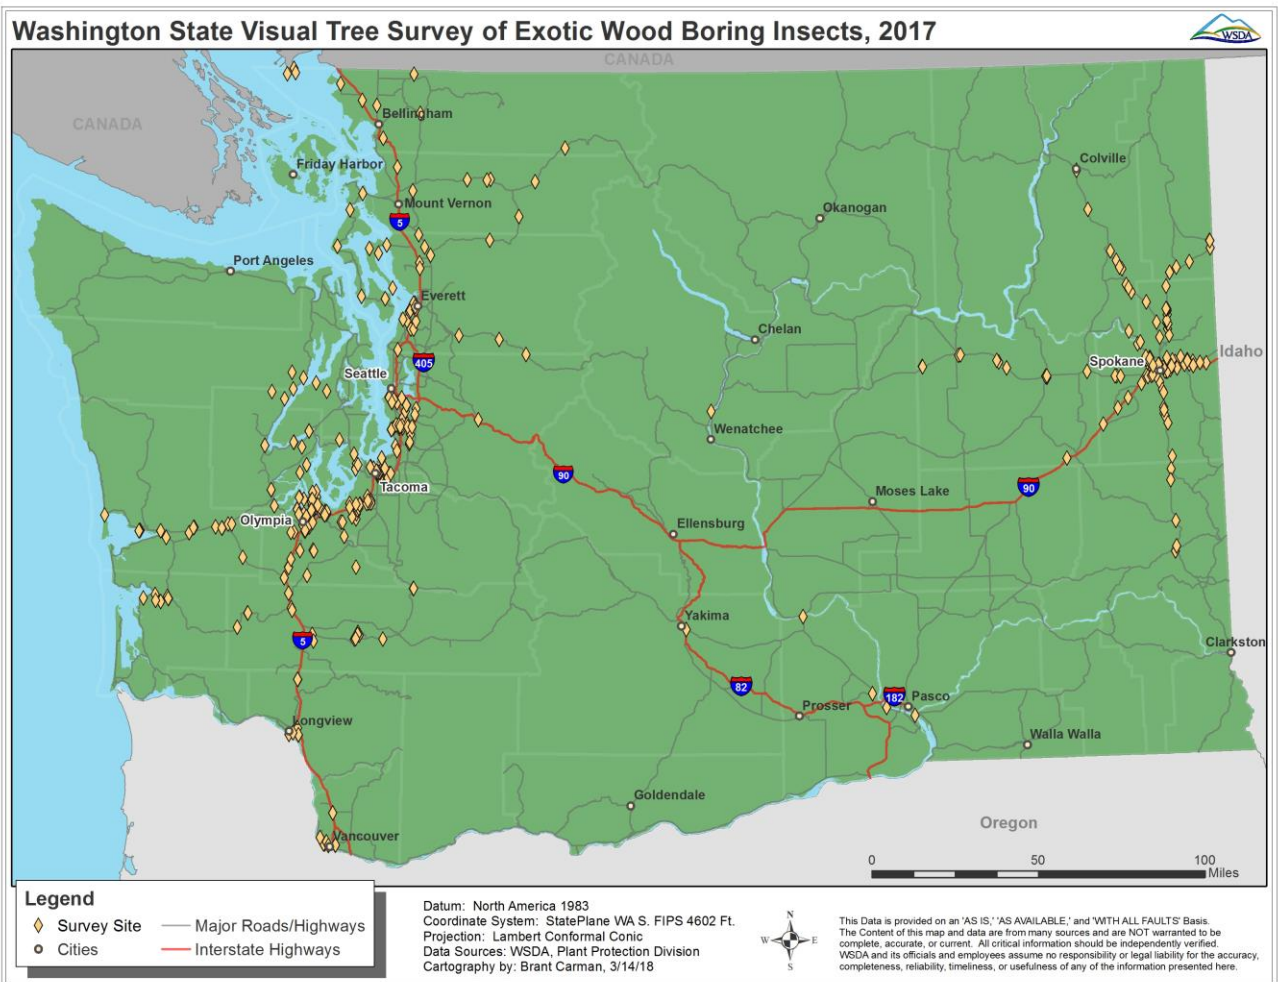 Washington State Visual Tree Survey of Exotic Wood Boring Insects, 2017
WSDA
CANADA
CANADA
Bellingham
Friday Harbor
Colville
Mount Vernon
5
Okanogan
Port Angeles
Everett
Chelan
405
Seattle
Spokane
Idaho
Wenatchee
90
Tacoma
90
Moses Lake
Olympia
Ellensburg
Yakima
5
Clarkston
82
182
Pasco
Prosser
Longview
Walla Walla
Goldendale
Oregon
Vancouver
0 50 100
Miles
Legend
Survey Site
Major Roads/Highways
Cities
Interstate Highways
Datum: North America 1983
Coordinate System: StatePlane WA S. FIPS 4602 Ft.
Projection: Lambert Conformal Conic
Data Sources: WSDA, Plant Protection Division
Cartography by: Brant Carman, 3/14/18
N
W E
S
This Data is provided on an 'AS IS,' 'AS AVAILABLE,' and 'WITH ALL FAULTS' Basis.
The Content of this map and data are from many sources and are NOT warranted to be
complete, accurate, or current. All critical information should be independently verified.
WSDA and its officials and employees assume no responsibility or legal liability for the accuracy,
completeness, reliability, timeliness, or usefulness of any of the information presented here.